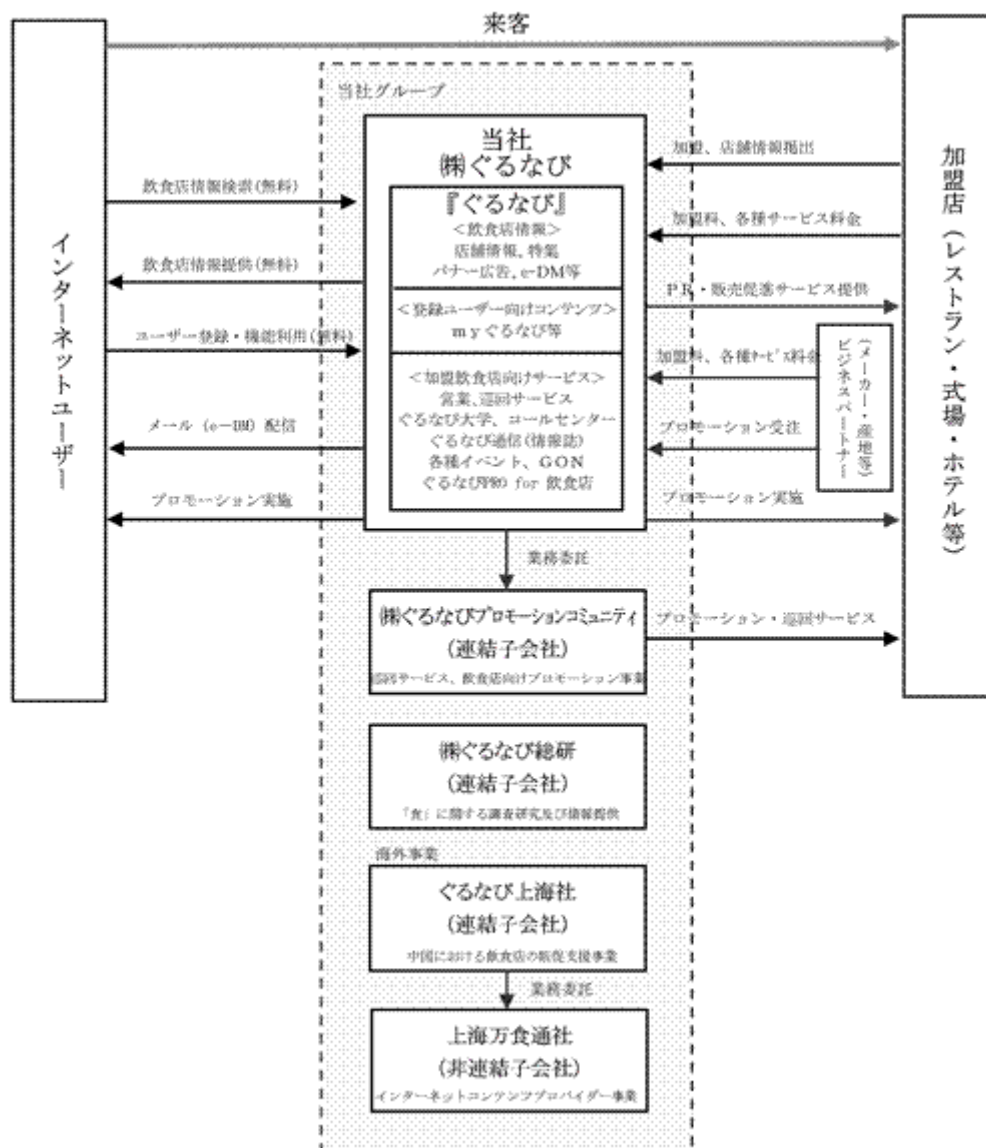 来客
当社グループ
当社
㈱ぐるなび
『ぐるなび』
＜飲食店情報＞
店舗情報、特集
バナー広告、e-DM等
＜登録ユーザー向けコンテンツ＞
myぐるなび等
＜加盟飲食店向けサービス＞
営業、巡回サービス
ぐるなび大学、コールセンター
ぐるなび通信(情報誌)
各種イベント、GON
ぐるなびPRO for 飲食店
インターネットユーザー
飲食店情報検索(無料)
飲食店情報提供(無料)
ユーザー登録・機能利用(無料)
メール (e－DM) 配信
プロモーション実施
加盟、店舗情報掲出
加盟料、各種サービス料金
PR・販売促進サービス提供
加盟料、各種ｻｰﾋﾞｽ料金
プロモーション受注
プロモーション実施
ビジネスパートナー
(メーカー・産地等)
加盟店 (レストラン・式場・ホテル等)
業務委託
㈱ぐるなびプロモーションコミュニティ
(連結子会社)
巡回サービス、飲食店向けプロモーション事業
プロモーション・巡回サービス
㈱ぐるなび総研
(連結子会社)
「食」に関する調査研究及び情報提供
海外事業
ぐるなび上海社
(連結子会社)
中国における飲食店の販促支援事業
業務委託
上海万食通社
(非連結子会社)
インターネットコンテンツプロバイダー事業